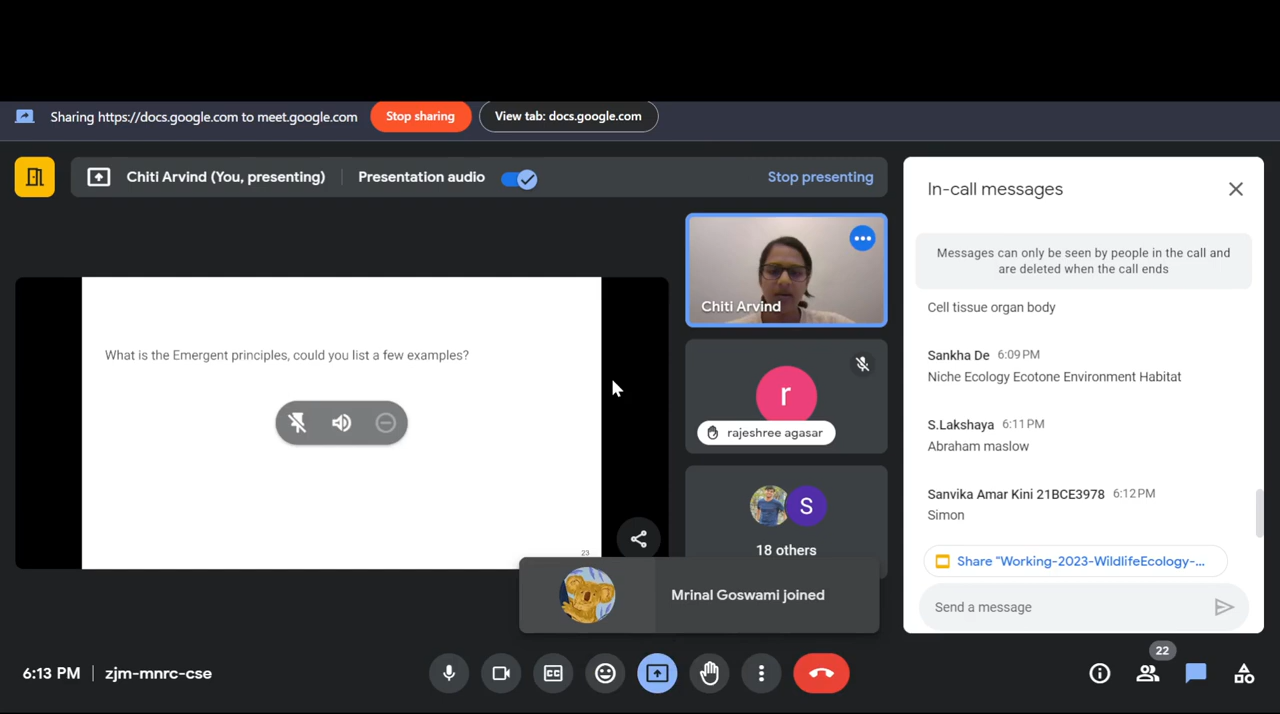 Sharing https://docs.google.com to meet.google.com
Stop sharing
View tab: docs.google.com
Chiti Arvind (You, presenting)
Presentation audio
Stop presenting
What is the Emergent principles, could you list a few examples?
23
Chiti Arvind
r
rajeshree agasar
S
18 others
Mrinal Goswami joined
In-call messages
Messages can only be seen by people in the call and
are deleted when the call ends
Cell tissue organ body
Sankha De 6:09 PM
Niche Ecology Ecotone Environment Habitat
S.Lakshaya 6:11 PM
Abraham maslow
Sanvika Amar Kini 21BCE3978 6:12 PM
Simon
Share "Working-2023-WildlifeEcology-...
Send a message
6:13 PM
zjm-mnrc-cse
CC
22